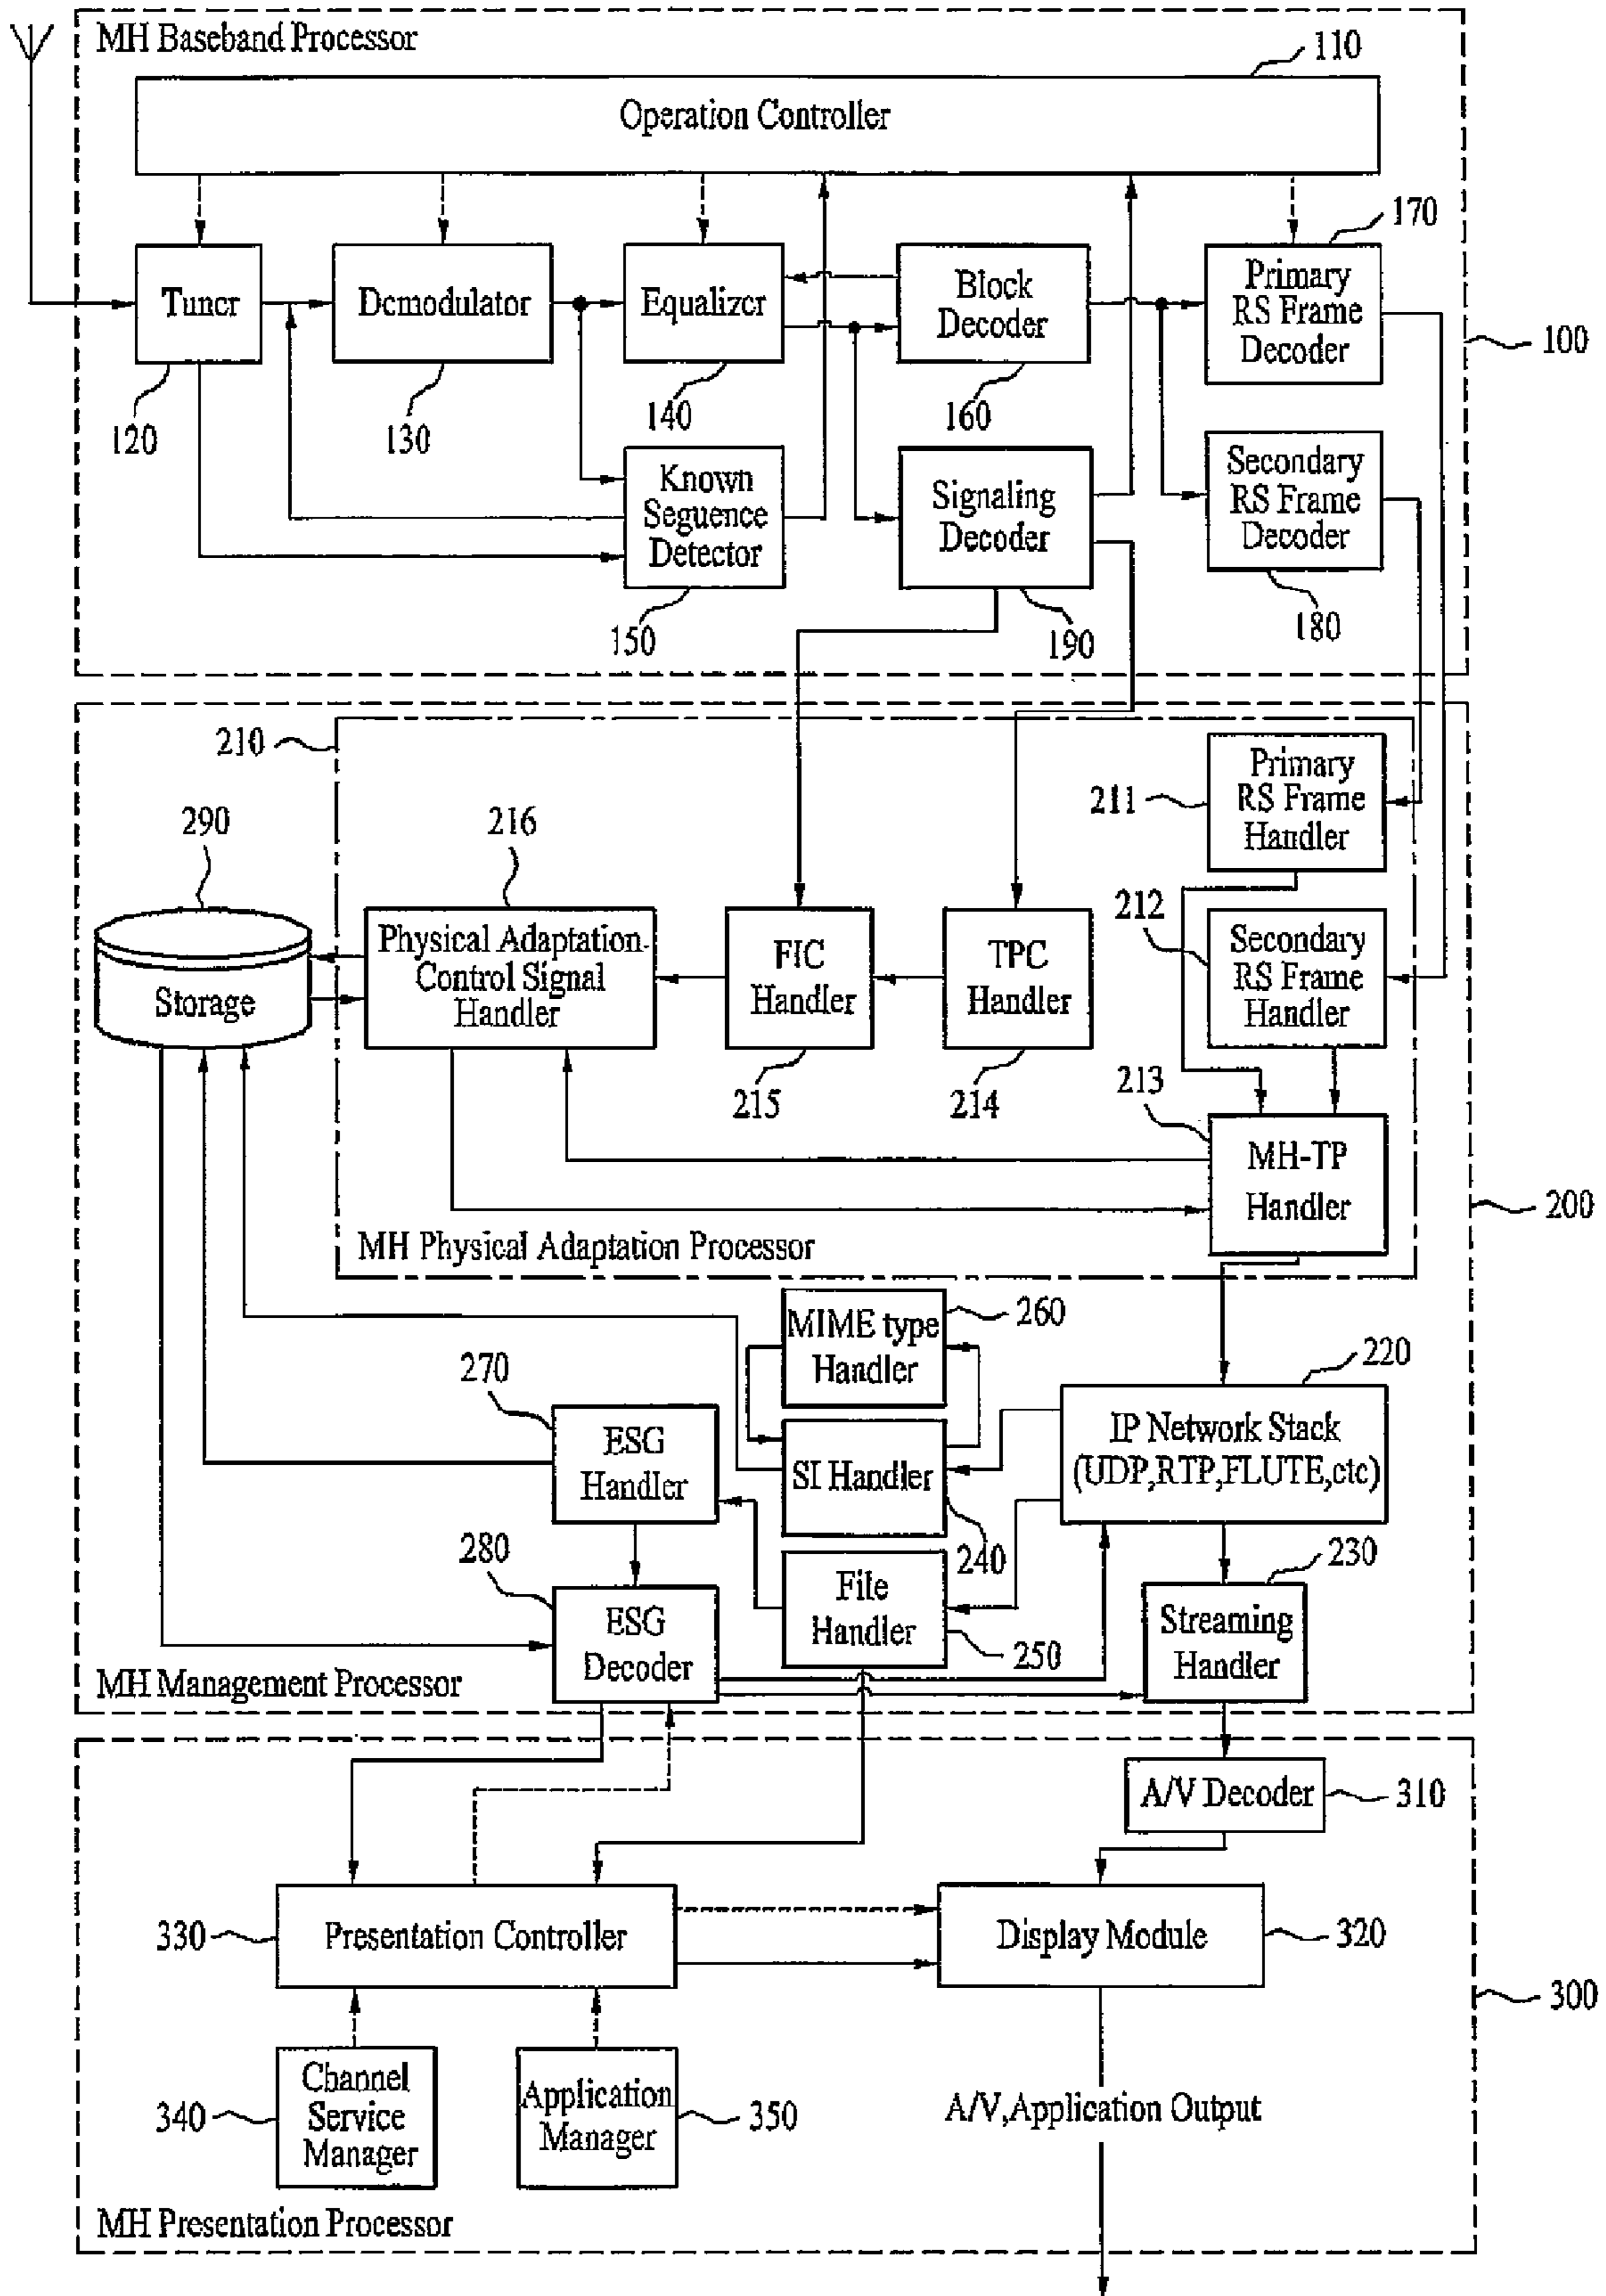 MH Baseband Processor
110
Operation Controller
170
Tuner
Demodulator
Equalizer
Block
Decoder
Primary
RS Frame
Decoder
100
120
130
140
160
Known
Seguence
Detector
Signaling
Decoder
Secondary
RS Frame
Decoder
150
190
180
210
Primary
RS Frame
Handler
211
290
216
212
Storage
Physical Adaptation
Control Signal
Handler
FIC
Handler
TPC
Handler
Secondary
RS Frame
Handler
215
214
213
MH-TP
Handler
200
MH Physical Adaptation Processor
MIME type
Handler
260
270
220
ESG
Handler
SI Handler
IP Network Stack
(UDP,RTP,FLUTE,etc)
280
240
230
ESG
Decoder
File
Handler
250
Streaming
Handler
MH Management Processor
A/V Decoder
310
330
Presentation Controller
Display Module
320
300
340
Channel
Service
Manager
Application
Manager
350
A/V,Application Output
MH Presentation Processor